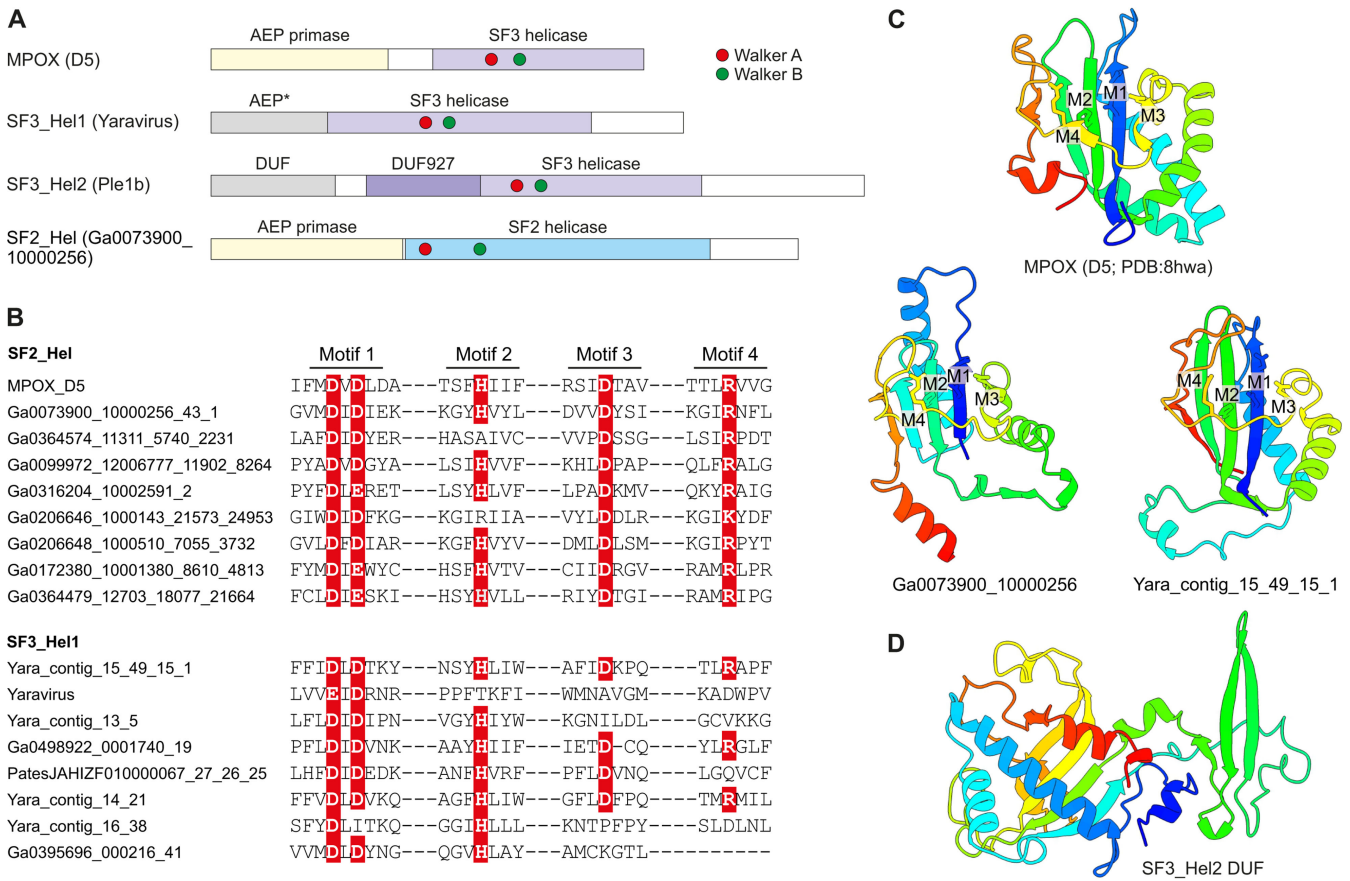 A
AEP primase SF3 helicase
MPOX (D5)
Walker A
Walker B
AEP* SF3 helicase
SF3_Hel1 (Yaravirus)
DUF DUF927 SF3 helicase
SF3_Hel2 (Ple1b)
AEP primase SF2 helicase
SF2_Hel (Ga0073900_
10000256)
B
SF2_Hel Motif 1 Motif 2 Motif 3 Motif 4
MPOX_D5 IFMDVDLDA---TSFHIIF---RSIDTAV---TTLRVVG
Ga0073900_10000256_43_1 GVMDIDIEK---KGYHVYL---DVVDYSI---KGIRNFL
Ga0364574_11311_5740_2231 LAFDIDYER---HASAIVC---VVPDSSG---LSIRPDT
Ga0099972_12006777_11902_8264 PYADVDGYA---LSIHVVF---KHLDPAP---QLFRALG
Ga0316204_10002591_2 PYFDLERET---LSYHLVF---LPADKMV---QKYRAIG
Ga0206646_1000143_21573_24953 GIWDIDFKG---KGIRIIA---VYLDDLR---KGIKYDF
Ga0206648_1000510_7055_3732 GVLDFDIAR---KGFHVYV---DMLDLSM---KGIRPYT
Ga0172380_10001380_8610_4813 FYMDIEWYC---HSFHVTV---CIIDRGV---RAMRLPR
Ga0364479_12703_18077_21664 FCLDIESKI---HSYHVLL---RIYDTGI---RAMRIPG
SF3_Hel1
Yara_contig_15_49_15_1 FFIDLDTKY---NSYHLIW---AFIDKPQ---TLRAPF
Yaravirus LVVEIDRNR---PPFTKFI---WMNAVGM---KADWPV
Yara_contig_13_5 LFLDIDIPN---VGYHIYW---KGNILDL---GCVKKG
Ga0498922_0001740_19 PFLDIDVNK---AAYHIIF---IETD-CQ---YLRGLF
PatesJAHIZF010000067_27_26_25 LHFDIDEDK---ANFHVRF---PFLDVNQ---LGQVCF
Yara_contig_14_21 FFVDLDVKQ---AGFHLIW---GFLDFPQ---TMRMIL
Yara_contig_16_38 SFYDLITKQ---GGIHLLL---KNTPFPY---SLDLNL
Ga0395696_000216_41 VVMDLDYNG---QGVHLAY---AMCKGTL---------
C
M2 M1
M3
M4
MPOX (D5; PDB:8hwa)
M2 M1
M3
M4
Ga0073900_10000256
M4 M1
M2
M3
Yara_contig_15_49_15_1
D
SF3_Hel2 DUF